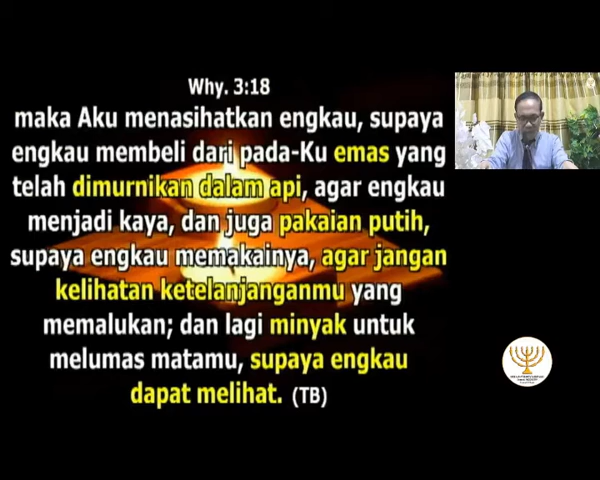 Why. 3:18
maka Aku menasihatkan engkau, supaya
engkau membeli dari pada-Ku emas yang
telah dimurnikan dalam api, agar engkau
menjadi kaya, dan juga pakaian putih,
supaya engkau memakainya, agar jangan
kelihatan ketelanjanganmu yang
memalukan; dan lagi minyak untuk
melumas matamu, supaya engkau
dapat melihat. (TB)